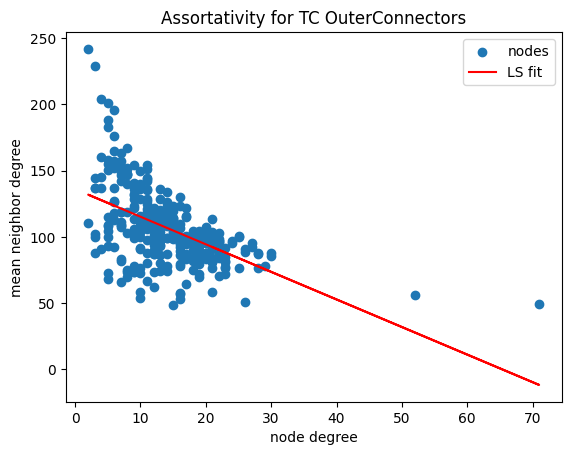 Assortativity for TC OuterConnectors
nodes
LS fit
mean neighbor degree
250
200
150
100
50
0
0 10 20 30 40 50 60 70
node degree